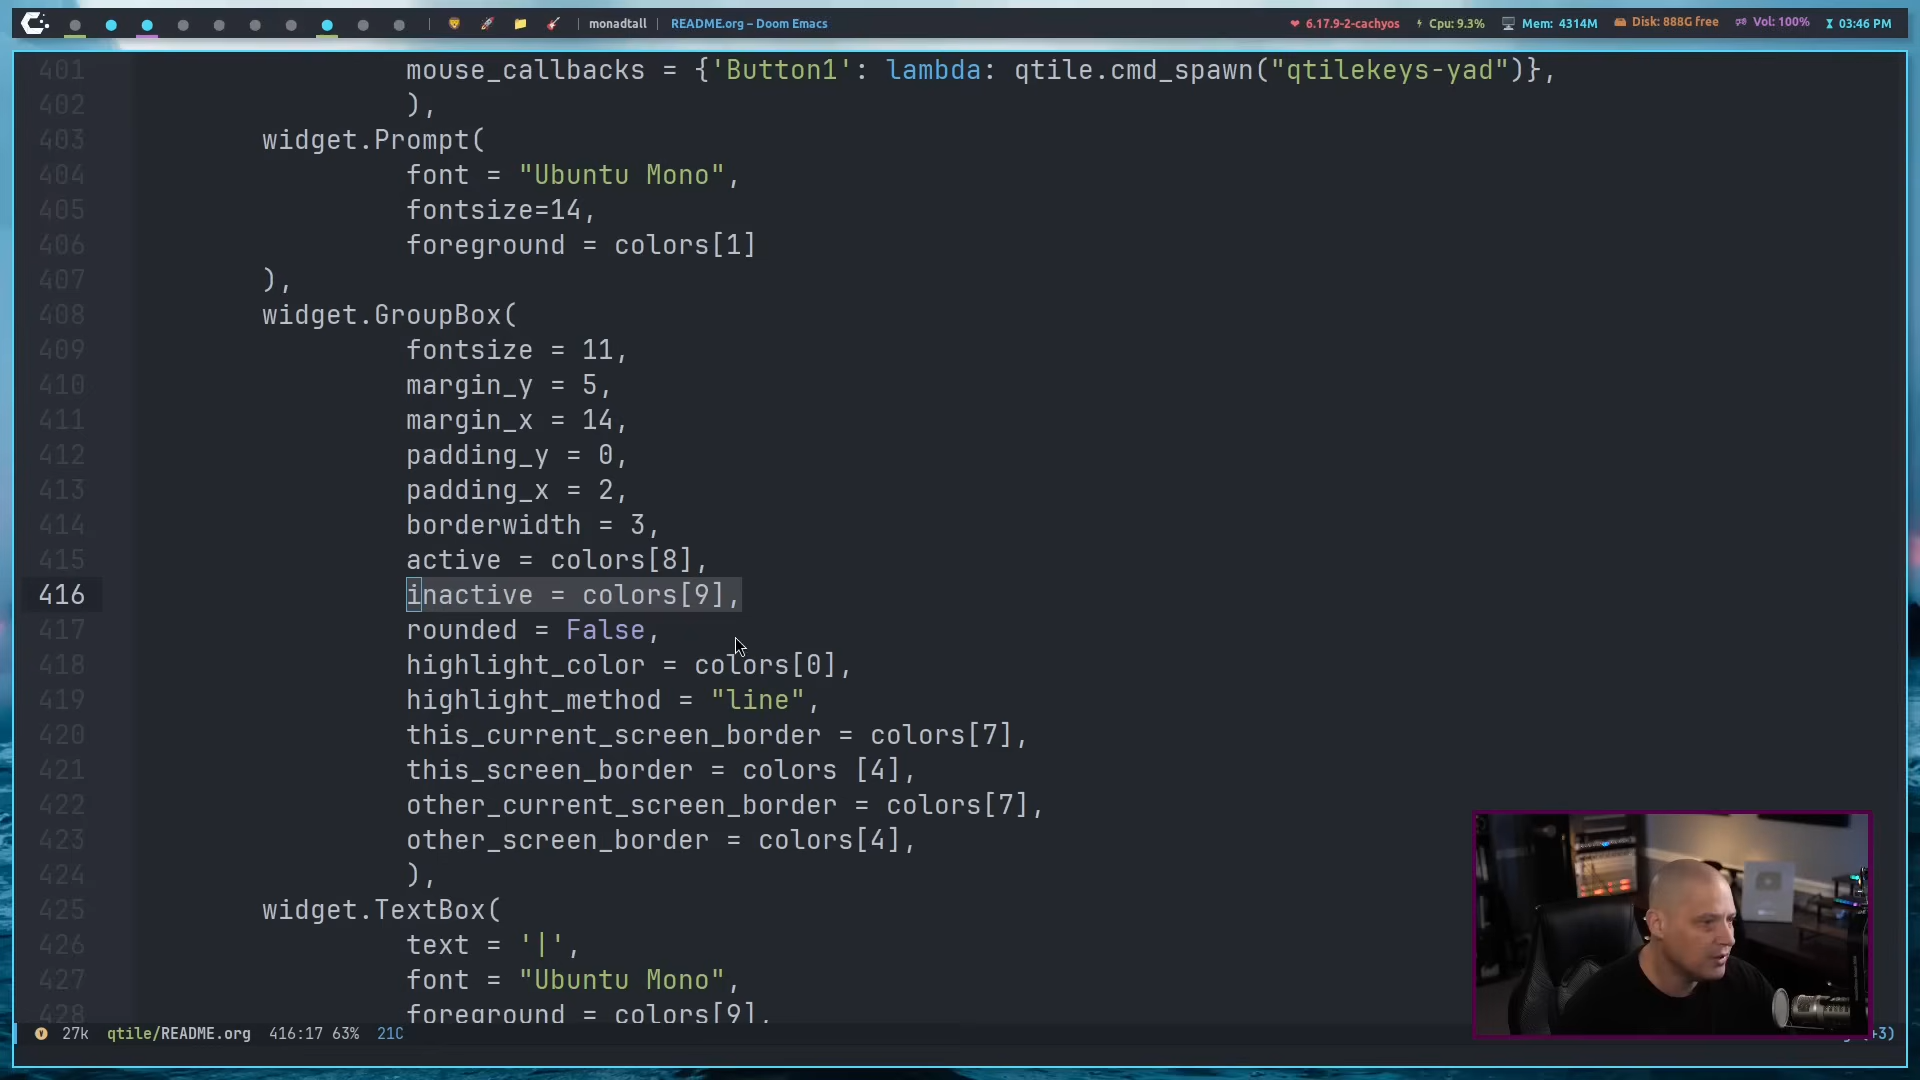 | monadtall | README.org – Doom Emacs
6.17.9-2-cachyos Cpu: 9.3% Mem: 4314M Disk: 888G free Vol: 100% 03:46 PM
401 mouse_callbacks = {'Button1': lambda: qtile.cmd_spawn("qtilekeys-yad")},
402 ),
403 widget.Prompt(
404 font = "Ubuntu Mono",
405 fontsize=14,
406 foreground = colors[1]
407 ),
408 widget.GroupBox(
409 fontsize = 11,
410 margin_y = 5,
411 margin_x = 14,
412 padding_y = 0,
413 padding_x = 2,
414 borderwidth = 3,
415 active = colors[8],
416 inactive = colors[9],
417 rounded = False,
418 highlight_color = colors[0],
419 highlight_method = "line",
420 this_current_screen_border = colors[7],
421 this_screen_border = colors [4],
422 other_current_screen_border = colors[7],
423 other_screen_border = colors[4],
424 ),
425 widget.TextBox(
426 text = '|',
427 font = "Ubuntu Mono",
428 foreground = colors[9],
27k qtile/README.org 416:17 63% 21C